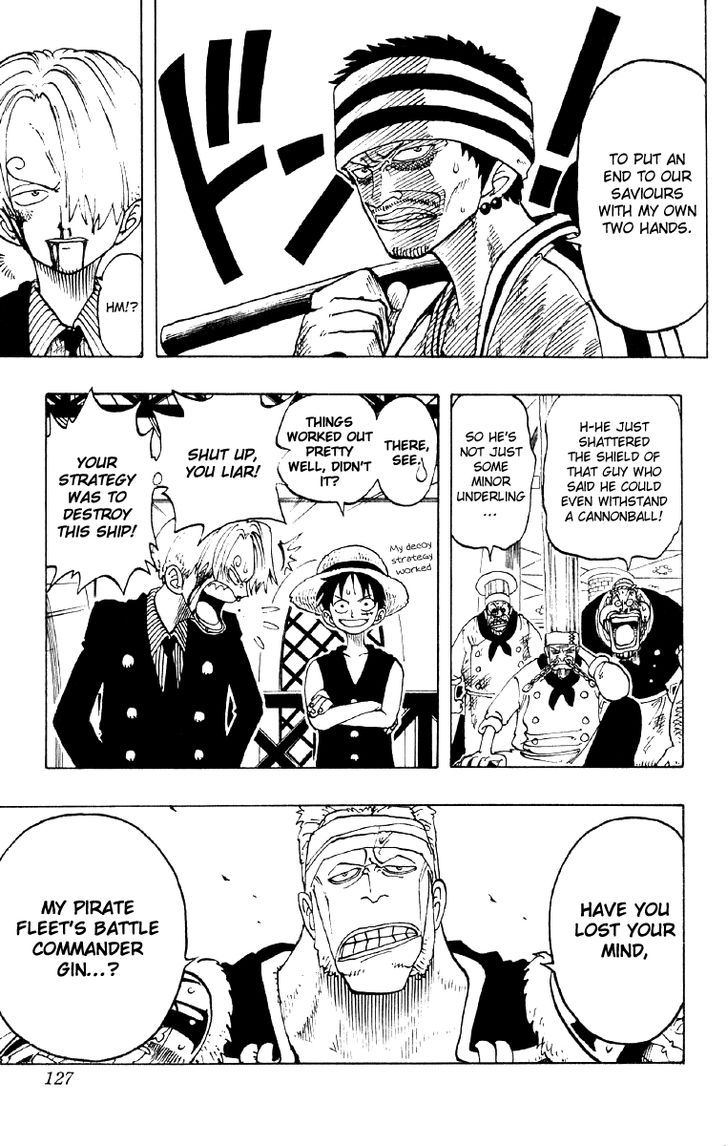 TO PUT AN
END TO OUR
SAVIOURS
WITH MY OWN
TWO HANDS.
ドーン!
HM!?
H-HE JUST
SHATTERED
THE SHIELD OF
THAT GUY WHO
SAID HE COULD
EVEN WITHSTAND
A CANNONBALL!
SO HE'S
NOT JUST
SOME
MINOR
UNDERLING
...
THERE,
SEE.
THINGS
WORKED OUT
PRETTY
WELL, DIDN'T
IT?
My decoy
strategy
worked
SHUT UP,
YOU LIAR!
YOUR
STRATEGY
WAS TO
DESTROY
THIS SHIP!
HAVE YOU
LOST YOUR
MIND,
MY PIRATE
FLEET'S BATTLE
COMMANDER
GIN...?
127